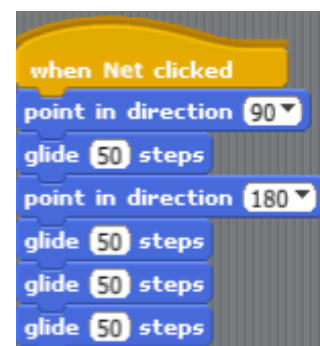 when Net clicked
point in direction 90
glide 50 steps
point in direction 180
glide 50 steps
glide 50 steps
glide 50 steps